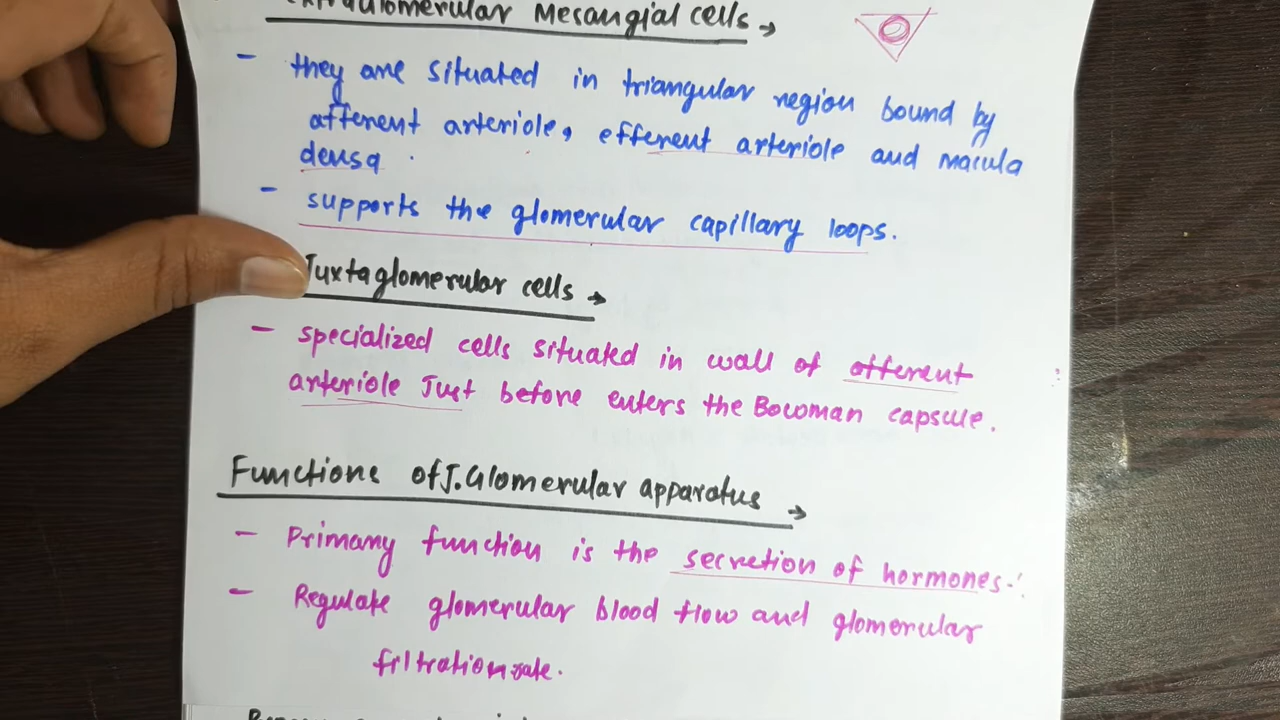 Extraglomerular Mesangial cells →
- they are situated in triangular region bound by
afferent arteriole, efferent arteriole and macula
densa.
- supports the glomerular capillary loops.
Juxtaglomerular cells →
- specialized cells situated in wall of afferent
arteriole Just before enters the Bowman capsule.
Functions of J.Glomerular apparatus →
- Primary function is the secretion of hormones.
- Regulate glomerular blood flow and glomerular
filtration rate.